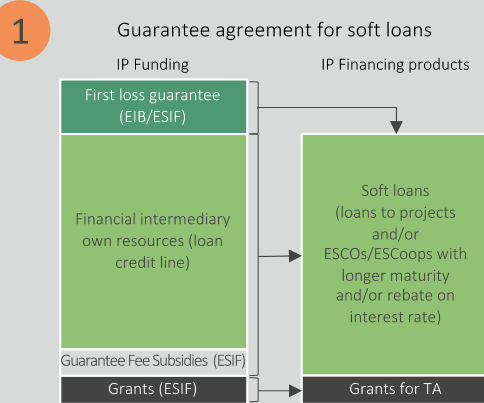 1
Guarantee agreement for soft loans
IP Funding
IP Financing products
First loss guarantee
(EIB/ESIF)
Financial intermediary
own resources (loan
credit line)
Soft loans
(loans to projects
and/or
ESCOs/ESCoops with
longer maturity
and/or rebate on
interest rate)
Guarantee Fee Subsidies (ESIF)
Grants (ESIF)
Grants for TA